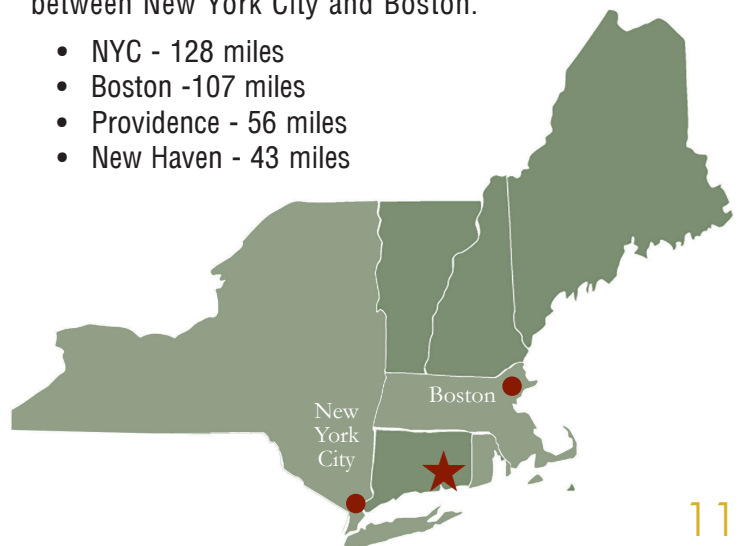 between New York City and Boston.
• NYC - 128 miles
• Boston -107 miles
• Providence - 56 miles
• New Haven - 43 miles
Boston
New
York
City
11